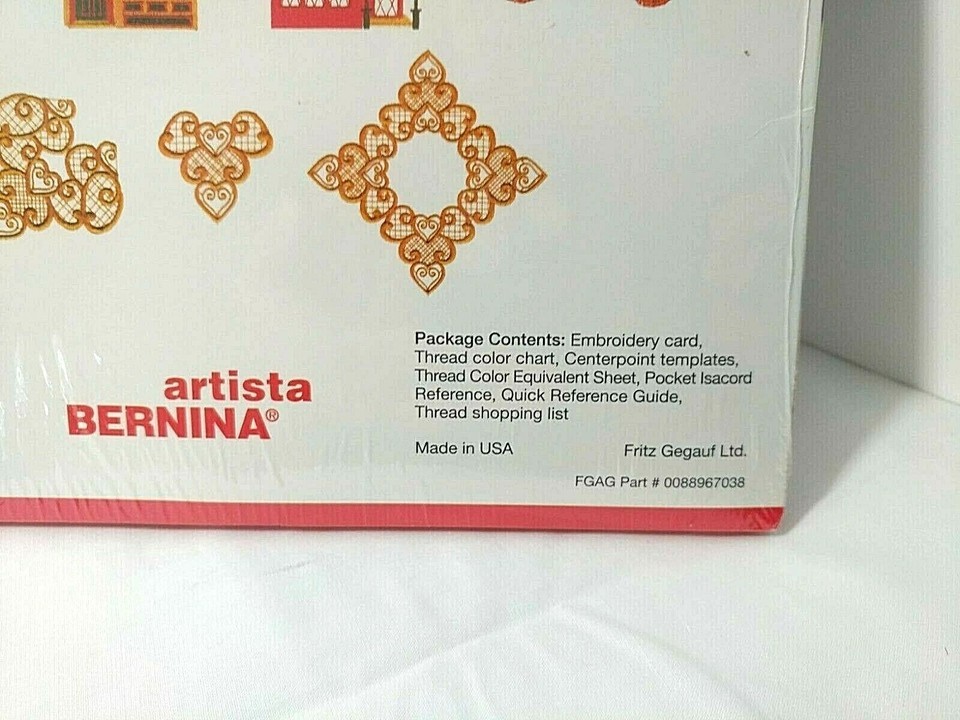 artista
BERNINA®
Package Contents: Embroidery card,
Thread color chart, Centerpoint templates,
Thread Color Equivalent Sheet, Pocket Isacord
Reference, Quick Reference Guide,
Thread shopping list
Made in USA
Fritz Gegauf Ltd.
FGAG Part # 0088967038